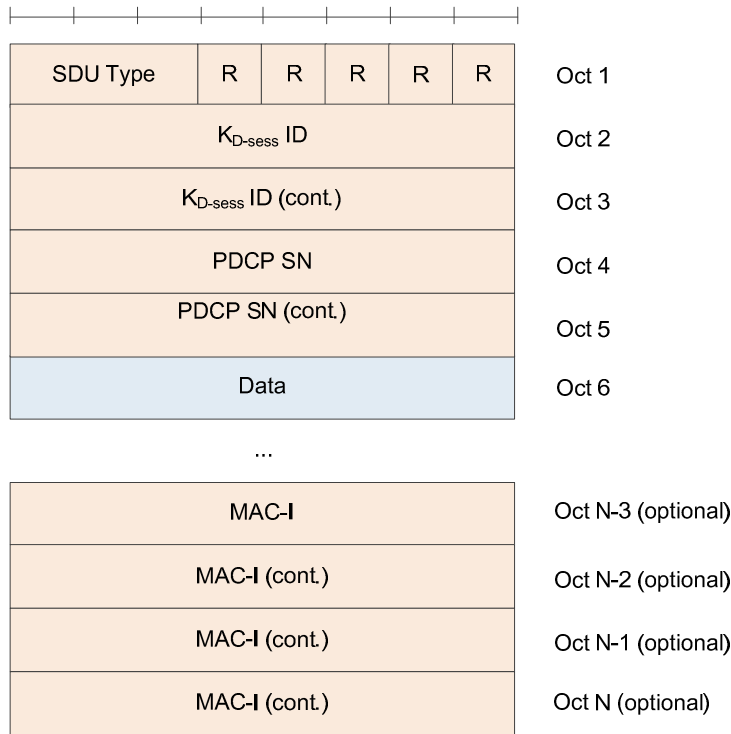 SDU Type R R R R R Oct 1
K_D-sess ID Oct 2
K_D-sess ID (cont.) Oct 3
PDCP SN Oct 4
PDCP SN (cont.) Oct 5
Data Oct 6
...
MAC-I Oct N-3 (optional)
MAC-I (cont.) Oct N-2 (optional)
MAC-I (cont.) Oct N-1 (optional)
MAC-I (cont.) Oct N (optional)